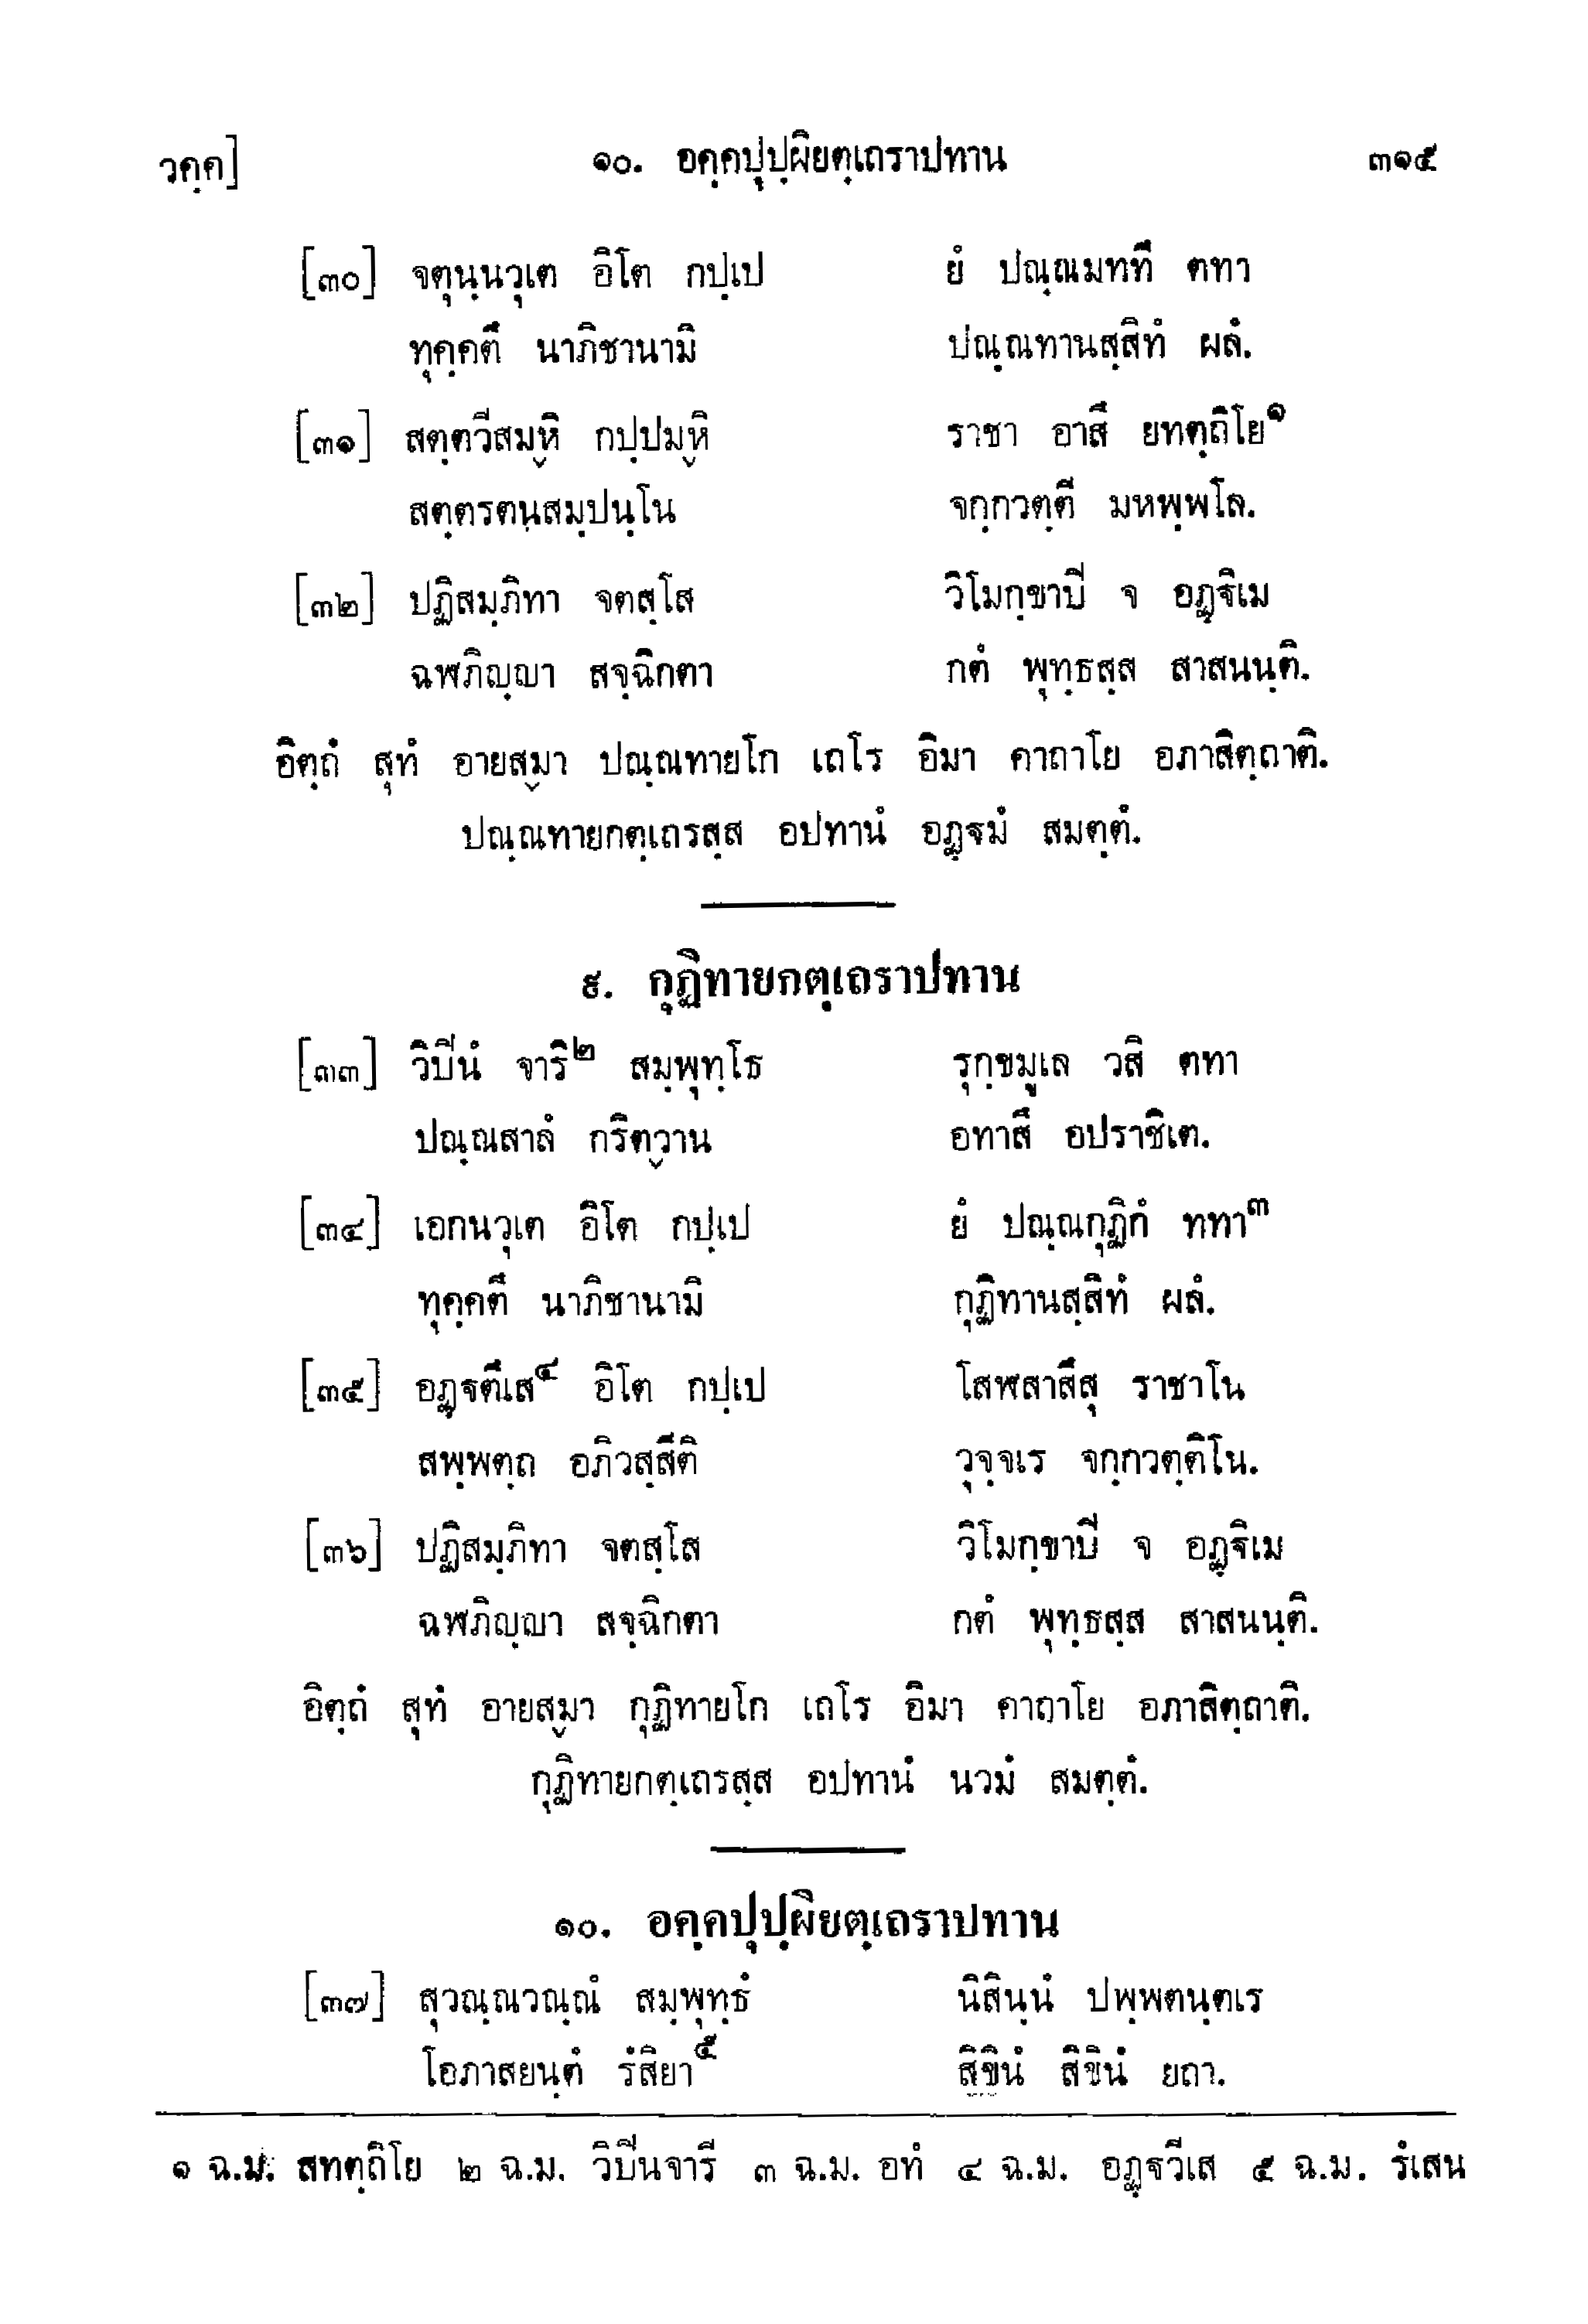 วคฺค] ๑๐. อคฺคปุปฺผิยตฺเถราปทาน ๓๑๕
[๓๐] จตุนฺนวุเต อิโต กปฺเป ยํ ปณฺณมททึ ตทา
ทุคฺคตึ นาภิชานามิ ปณฺณทานสฺสิทํ ผลํ.
[๓๑] สตฺตวีสมฺหิ กปฺปมฺหิ ราชา อาสึ ยทตฺถิโย๑
สตฺตรตนสมฺปนฺโน จกฺกวตฺตี มหพฺพโล.
[๓๒] ปฏิสมฺภิทา จตสฺโส วิโมกฺขาปี จ อฏฺฐิเม
ฉฬภิญฺญา สจฺฉิกตา กตํ พุทฺธสฺส สาสนนฺติ.
อิตฺถํ สุทํ อายสฺมา ปณฺณทายโก เถโร อิมา คาถาโย อภาสิตฺถาติ.
ปณฺณทายกตฺเถรสฺส อปทานํ อฏฺฐมํ สมตฺตํ.
๙. กุฏิทายกตฺเถราปทาน
[๓๓] วิปีนํ จาริ๒ สมฺพุทฺโธ รุกฺขมูเล วสิ ตทา
ปณฺณสาลํ กริตฺวาน อทาสึ อปราชิเต.
[๓๔] เอกนวุเต อิโต กปฺเป ยํ ปณฺณกุฏิกํ ททา๓
ทุคฺคตึ นาภิชานามิ กุฏิทานสฺสิทํ ผลํ.
[๓๕] อฏฺฐตึเส๔ อิโต กปฺเป โสฬสาสึสุ ราชาโน
สพฺพตฺถ อภิวสฺสีติ วุจฺจเร จกฺกวตฺติโน.
[๓๖] ปฏิสมฺภิทา จตสฺโส วิโมกฺขาปี จ อฏฺฐิเม
ฉฬภิญฺญา สจฺฉิกตา กตํ พุทฺธสฺส สาสนนฺติ.
อิตฺถํ สุทํ อายสฺมา กุฏิทายโก เถโร อิมา คาถาโย อภาสิตฺถาติ.
กุฏิทายกตฺเถรสฺส อปทานํ นวมํ สมตฺตํ.
๑๐. อคฺคปุปฺผิยตฺเถราปทาน
[๓๗] สุวณฺณวณฺณํ สมฺพุทฺธํ นิสินฺนํ ปพฺพตนฺตเร
โอภาสยนฺตํ รํสิยา๕ สิขินํ สิขินํ ยถา.
๑ ฉ.ม. สทตฺถิโย ๒ ฉ.ม. วิปีนจารี ๓ ฉ.ม. อทํ ๔ ฉ.ม. อฏฺฐวีเส ๕ ฉ.ม. รํเสน